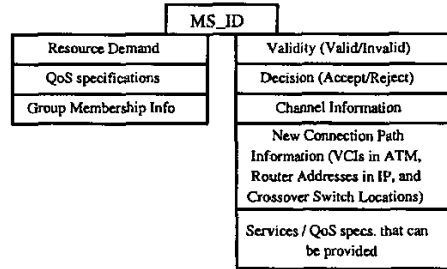 MS_ID
Resource Demand
QoS specifications
Group Membership Info
Validity (Valid/Invalid)
Decision (Accept/Reject)
Channel Information
New Connection Path
Information (VCIs in ATM,
Router Addresses in IP, and
Crossover Switch Locations)
Services / QoS specs. that can
be provided